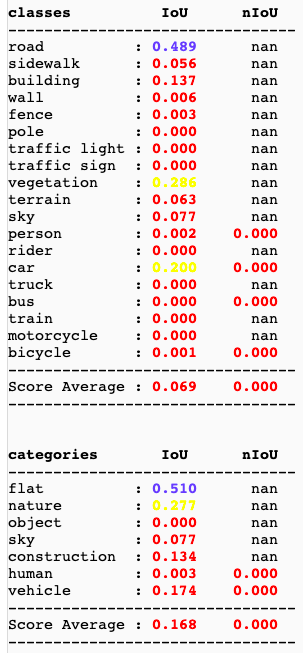 classes IoU nIoU
--------------------------------
road : 0.489 nan
sidewalk : 0.056 nan
building : 0.137 nan
wall : 0.006 nan
fence : 0.003 nan
pole : 0.000 nan
traffic light : 0.000 nan
traffic sign : 0.000 nan
vegetation : 0.286 nan
terrain : 0.063 nan
sky : 0.077 nan
person : 0.002 0.000
rider : 0.000 nan
car : 0.200 0.000
truck : 0.000 nan
bus : 0.000 0.000
train : 0.000 nan
motorcycle : 0.000 nan
bicycle : 0.001 0.000
--------------------------------
Score Average : 0.069 0.000
--------------------------------
categories IoU nIoU
--------------------------------
flat : 0.510 nan
nature : 0.277 nan
object : 0.000 nan
sky : 0.077 nan
construction : 0.134 nan
human : 0.003 0.000
vehicle : 0.174 0.000
--------------------------------
Score Average : 0.168 0.000
--------------------------------